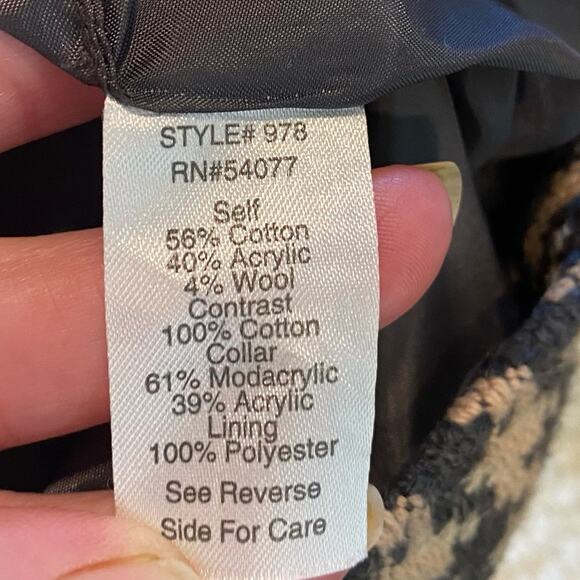 STYLE# 978
RN#54077
Self
56% Cotton
40% Acrylic
4% Wool
Contrast
100% Cotton
Collar
61% Modacrylic
39% Acrylic
Lining
100% Polyester
See Reverse
Side For Care